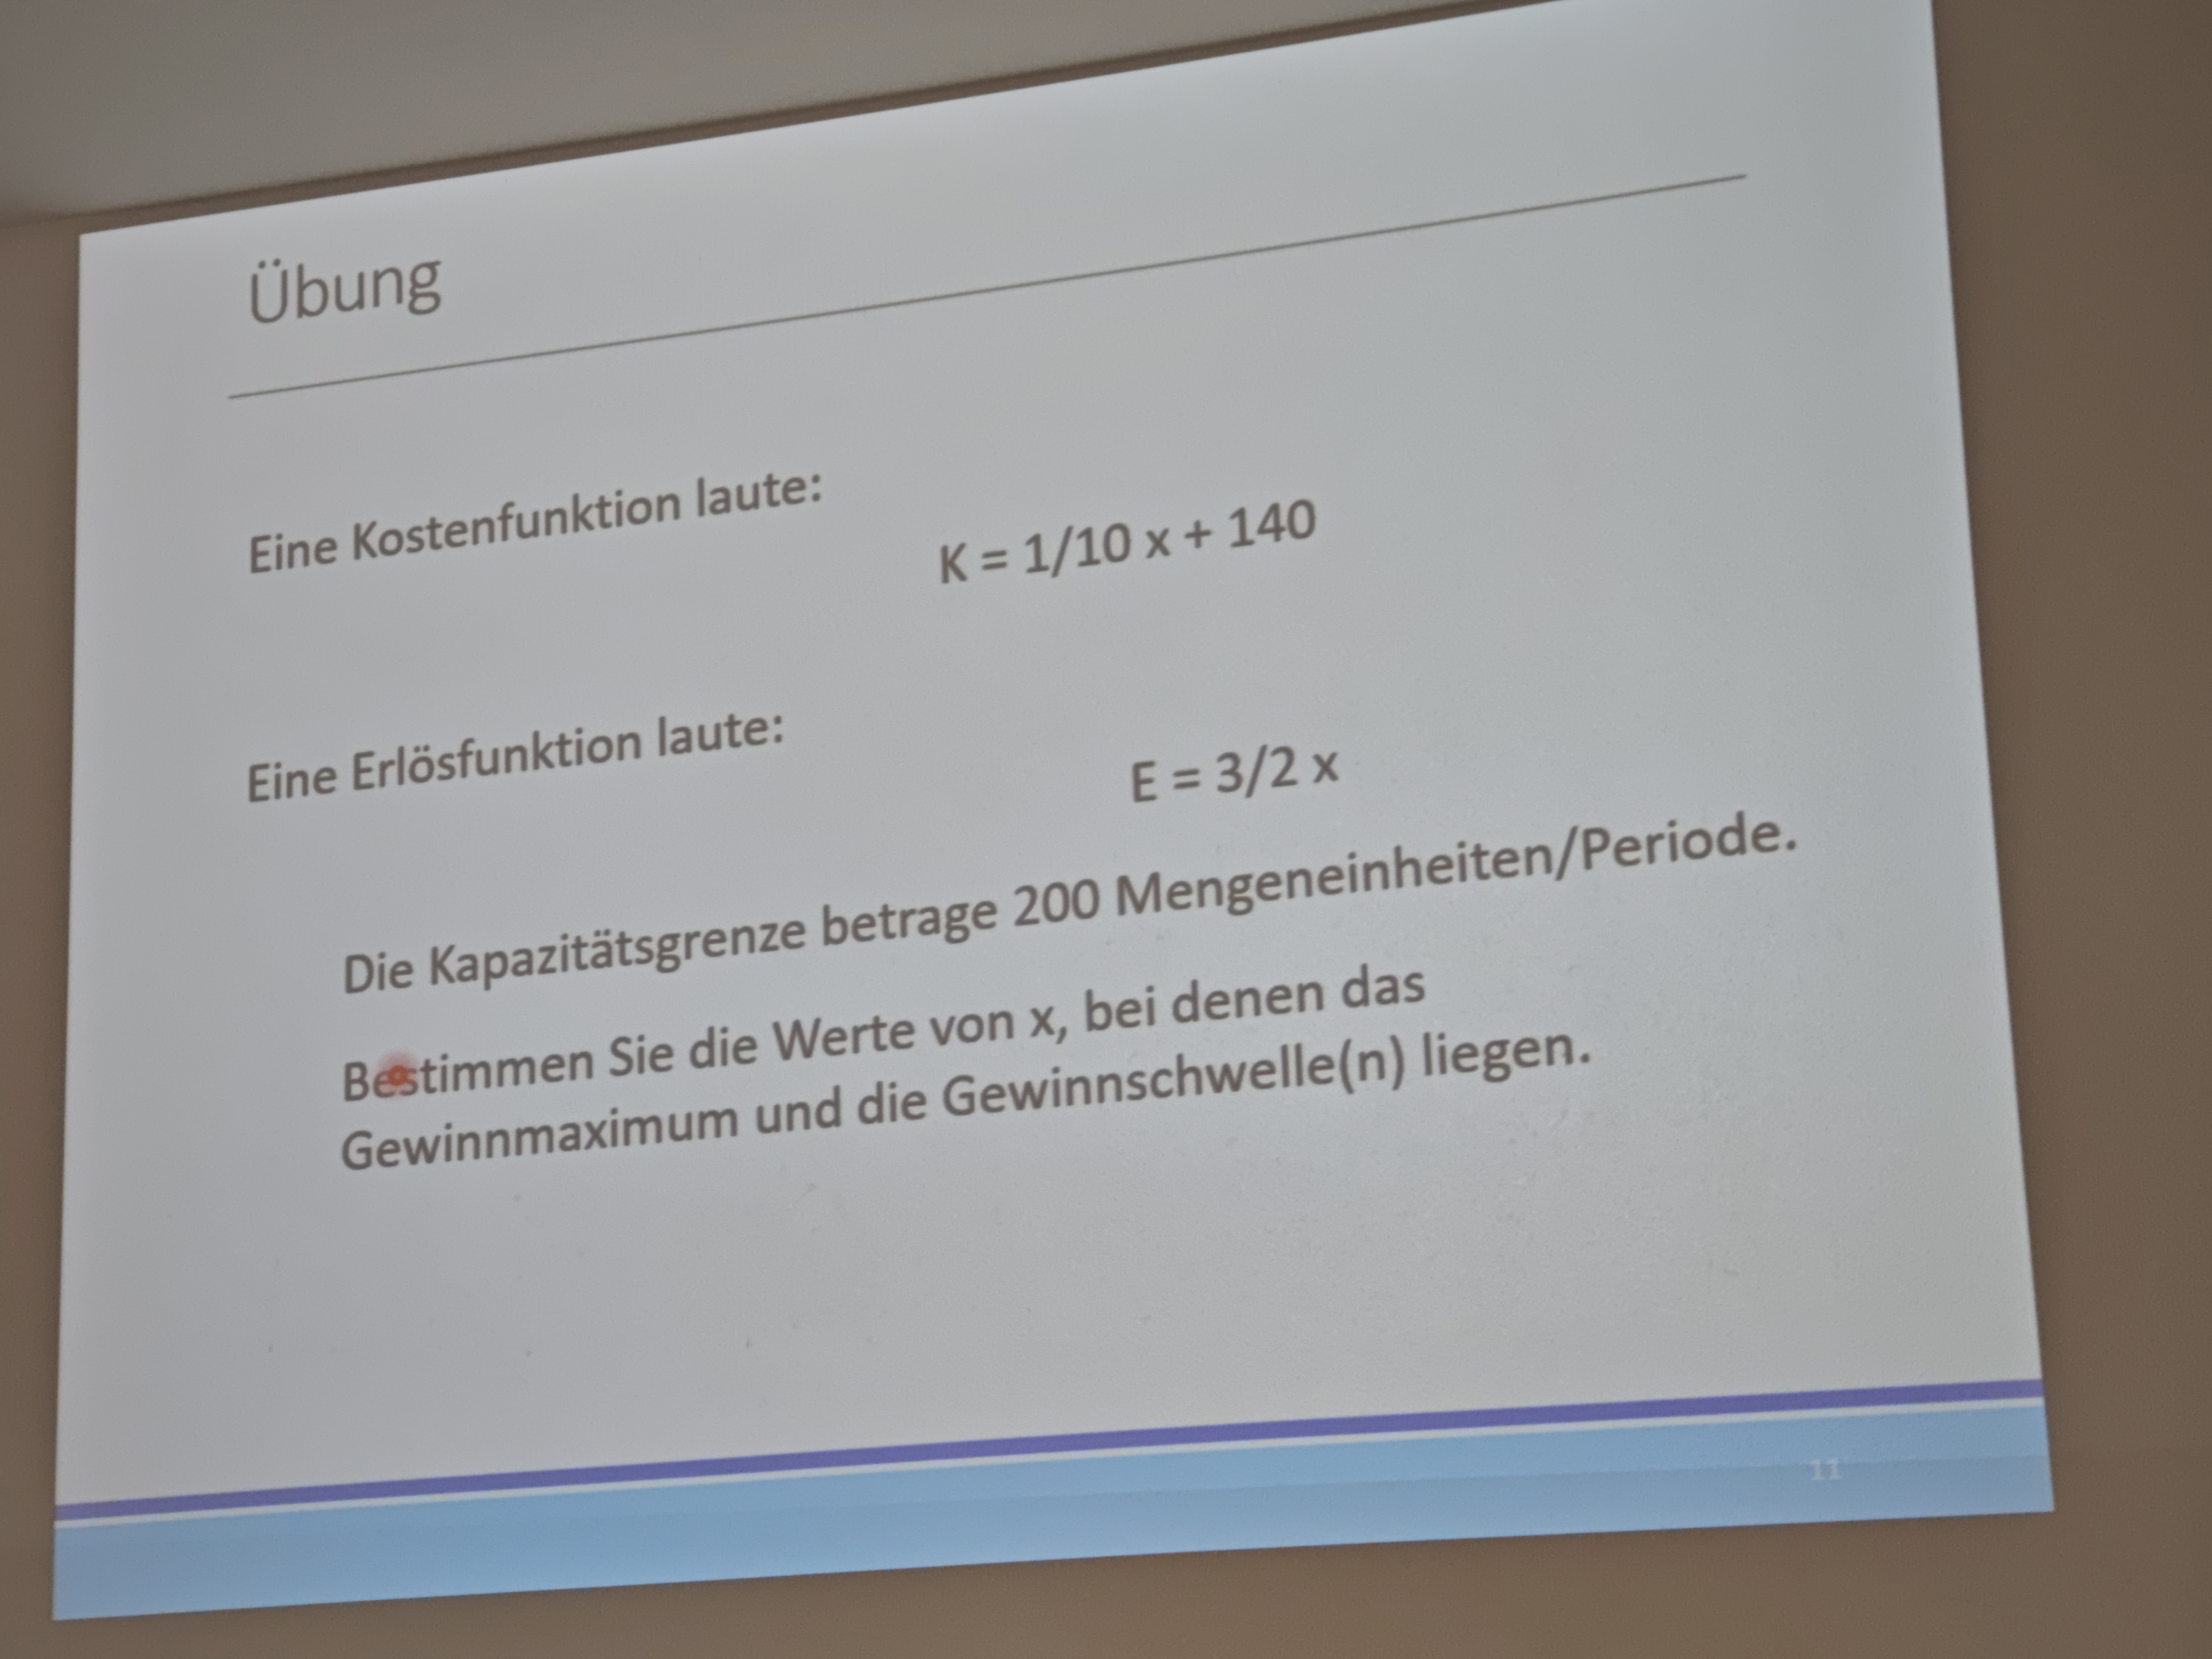 Übung
Eine Kostenfunktion laute: K = 1/10 x + 140
Eine Erlösfunktion laute: E = 3/2 x
Die Kapazitätsgrenze betrage 200 Mengeneinheiten/Periode.
Bestimmen Sie die Werte von x, bei denen das
Gewinnmaximum und die Gewinnschwelle(n) liegen.
11